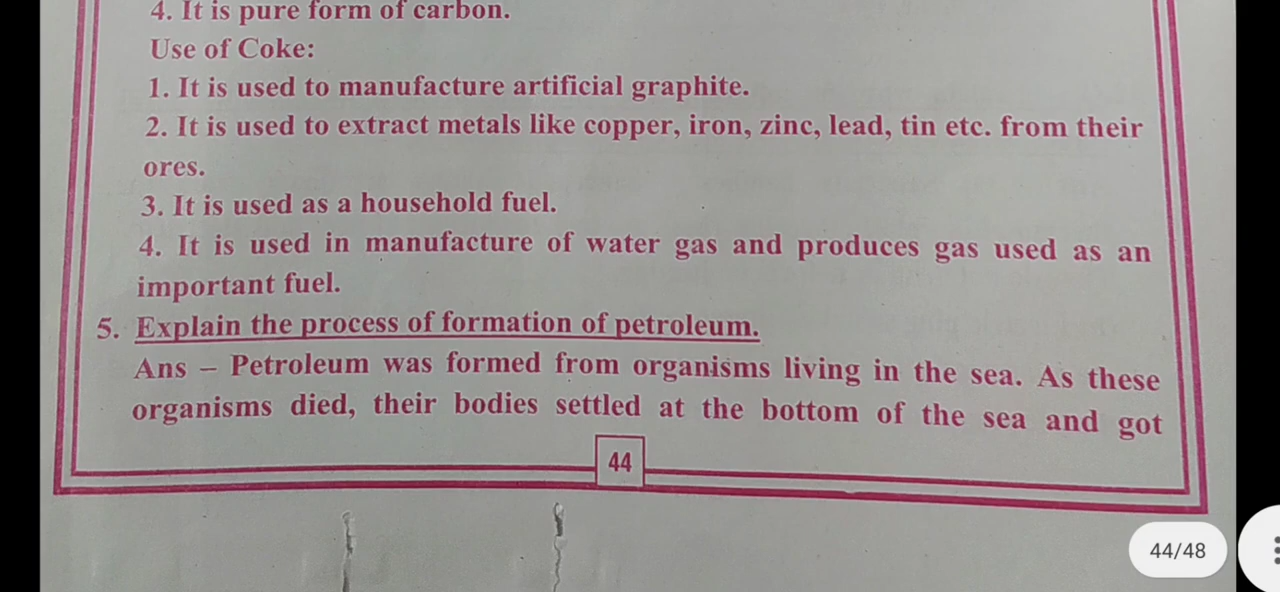 4. It is pure form of carbon.
Use of Coke:
1. It is used to manufacture artificial graphite.
2. It is used to extract metals like copper, iron, zinc, lead, tin etc. from their
ores.
3. It is used as a household fuel.
4. It is used in manufacture of water gas and produces gas used as an
important fuel.
5. Explain the process of formation of petroleum.
Ans – Petroleum was formed from organisms living in the sea. As these
organisms died, their bodies settled at the bottom of the sea and got
44
44/48